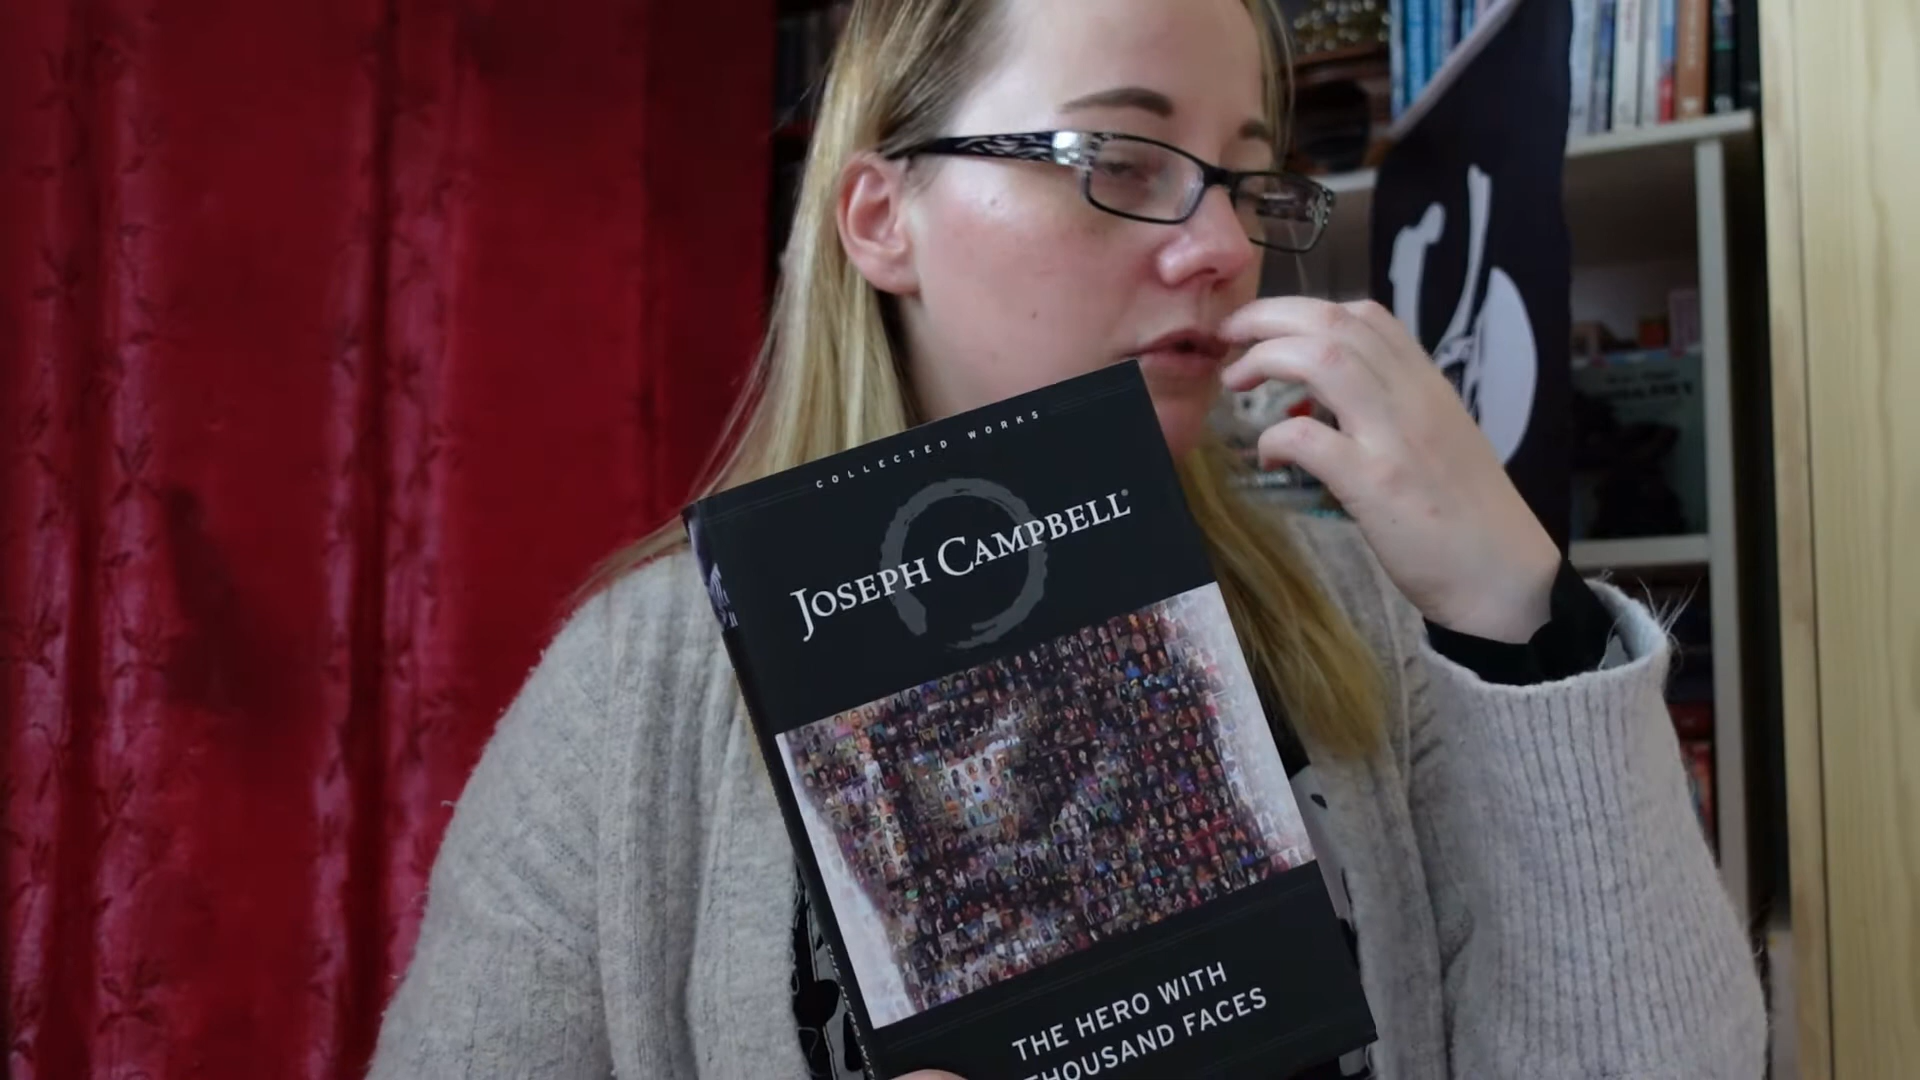 COLLECTED WORKS
JOSEPH CAMPBELL®
THE HERO WITH
THOUSAND FACES